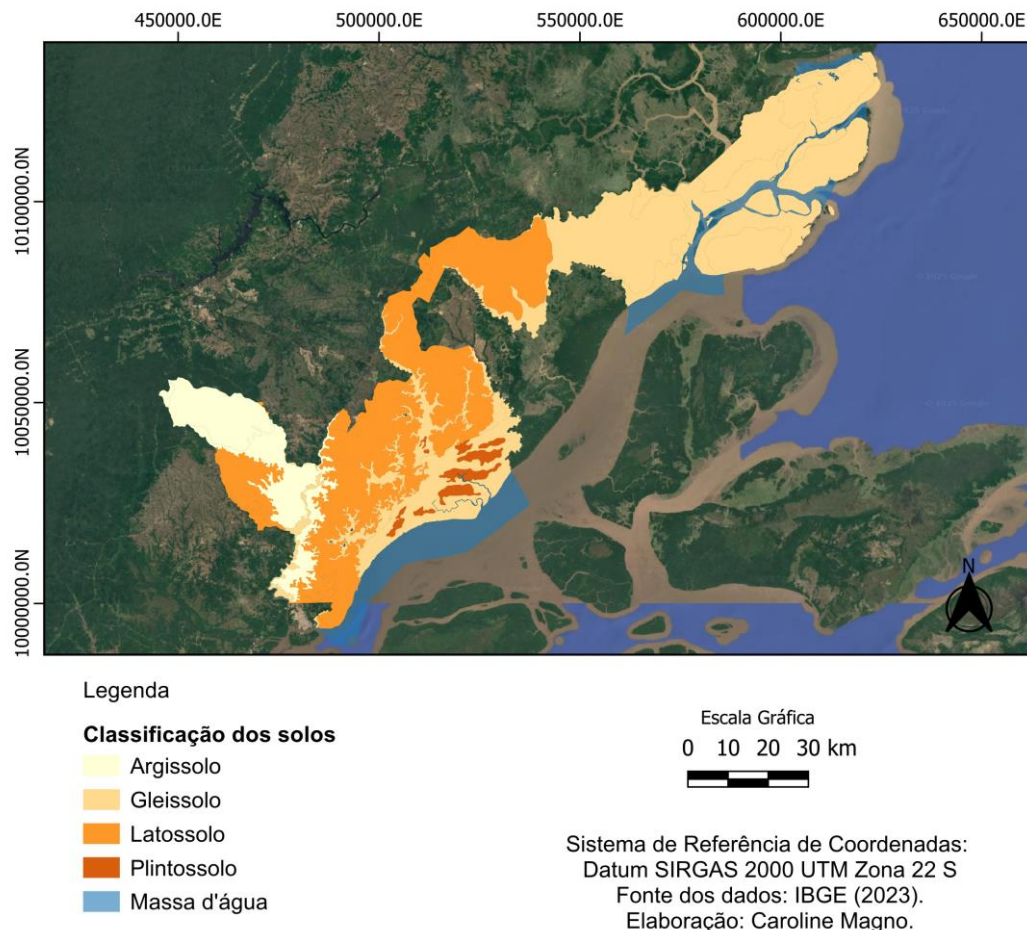 450000.0E 500000.0E 550000.0E 600000.0E 650000.0E
10100000.0N
10050000.0N
10000000.0N
N
Legenda
Classificação dos solos
Argissolo
Gleissolo
Latossolo
Plintossolo
Massa d'água
Escala Gráfica
0 10 20 30 km
Sistema de Referência de Coordenadas:
Datum SIRGAS 2000 UTM Zona 22 S
Fonte dos dados: IBGE (2023).
Elaboração: Caroline Magno.